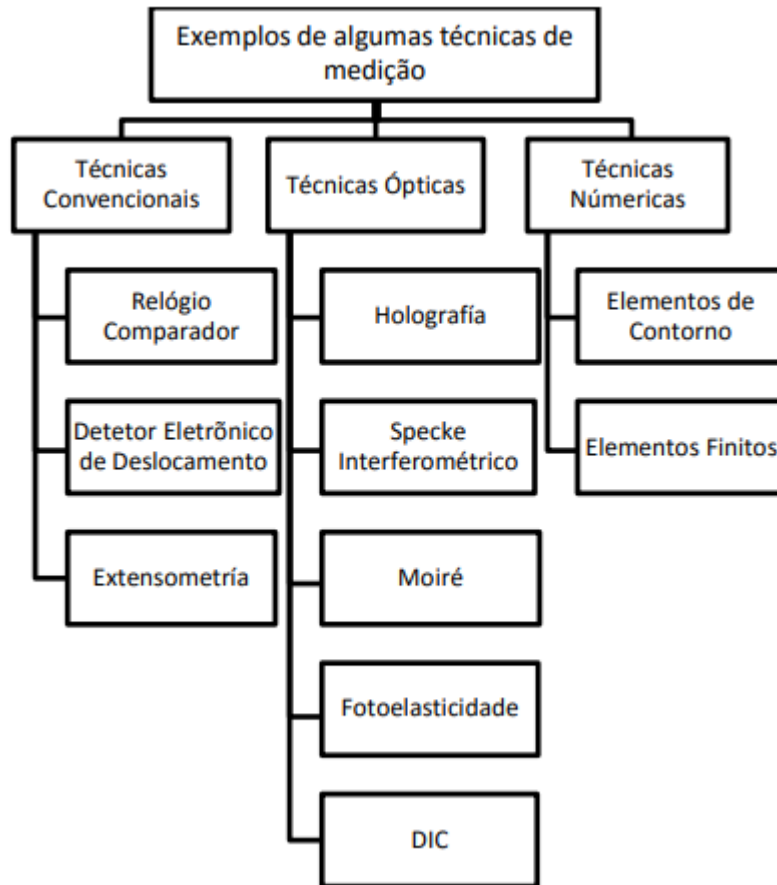 Exemplos de algumas técnicas de
medição
Técnicas
Convencionais
Técnicas Ópticas
Técnicas
Númericas
Relógio
Comparador
Holografía
Elementos de
Contorno
Detetor Eletrõnico
de Deslocamento
Specke
Interferométrico
Elementos Finitos
Extensometría
Moiré
Fotoelasticidade
DIC